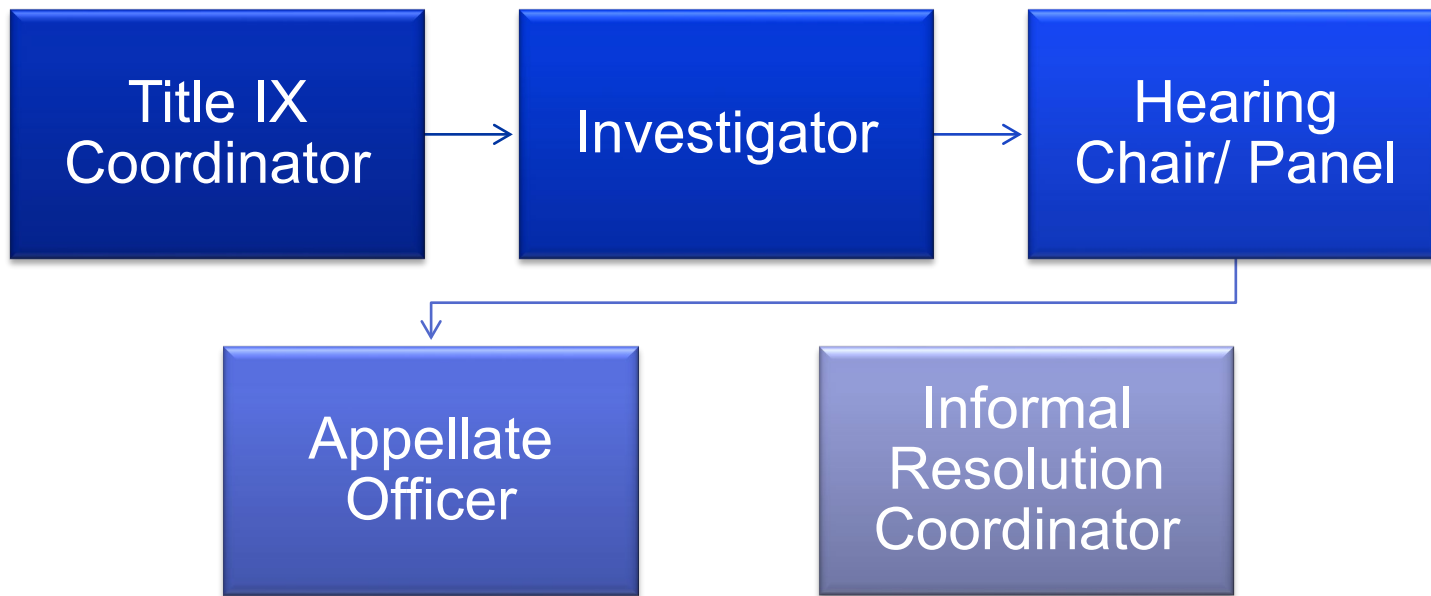 Title IX
Coordinator
Investigator
Hearing
Chair/ Panel
Appellate
Officer
Informal
Resolution
Coordinator